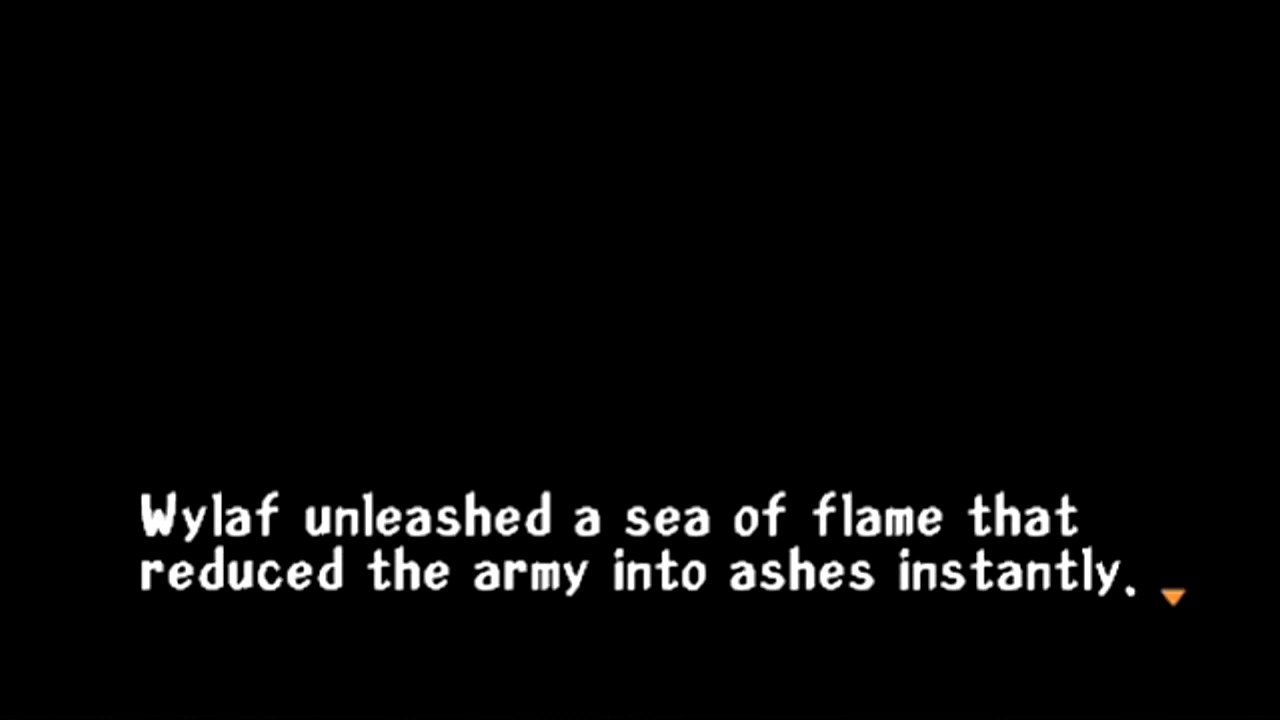 Wylaf unleashed a sea of flame that
reduced the army into ashes instantly.